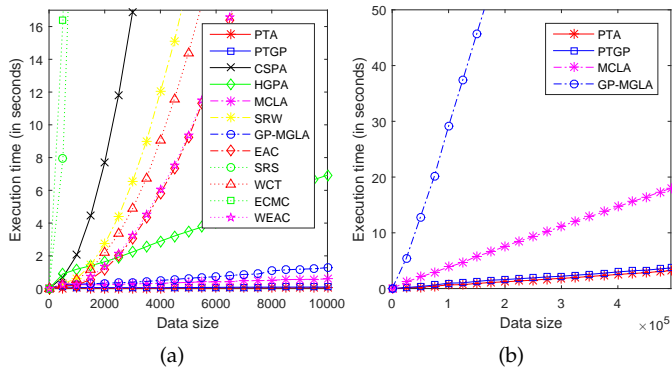 Execution time (in seconds)
16
14
12
10
8
6
4
2
0
0 2000 4000 6000 8000 10000
Data size
PTA
PTGP
CSPA
HGPA
MCLA
SRW
GP-MGLA
EAC
SRS
WCT
ECMC
WEAC
(a)
Execution time (in seconds)
50
40
30
20
10
0
0 1 2 3 4
×10⁵
Data size
PTA
PTGP
MCLA
GP-MGLA
(b)